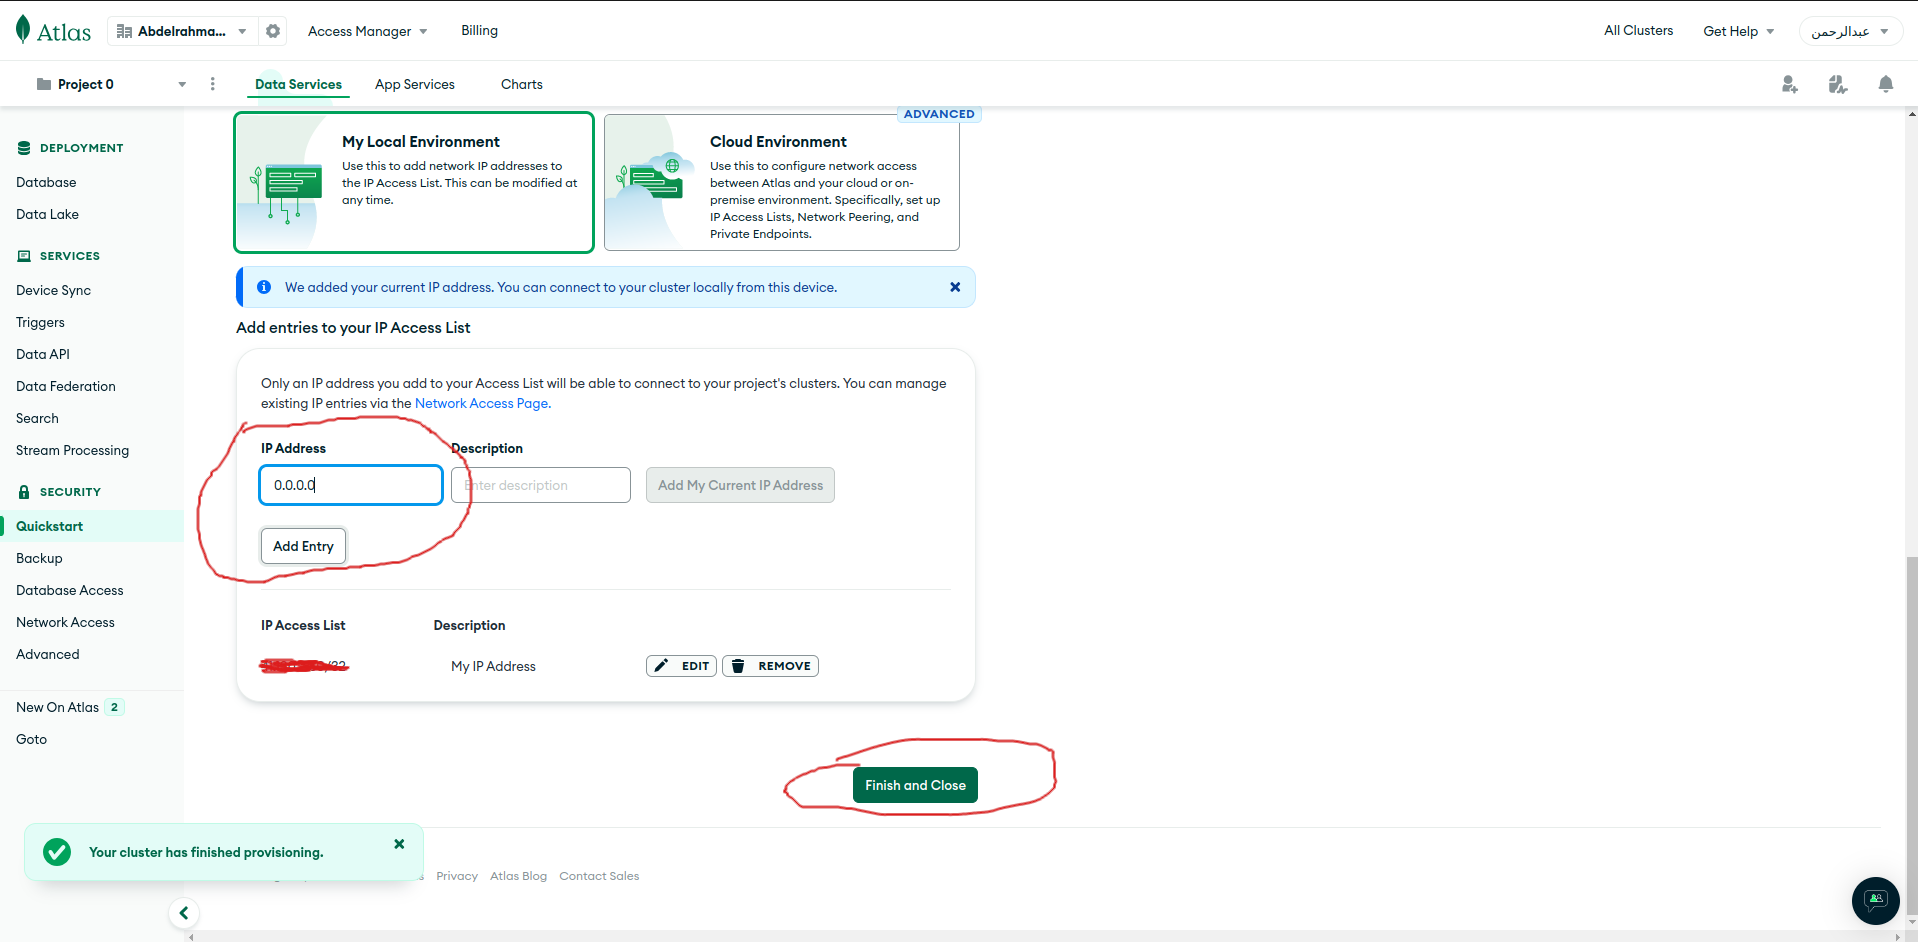 Atlas
Abdelrahma...
Access Manager
Billing
All Clusters
Get Help
عبدالرحمن
Project 0
Data Services
App Services
Charts
DEPLOYMENT
Database
Data Lake
SERVICES
Device Sync
Triggers
Data API
Data Federation
Search
Stream Processing
SECURITY
Quickstart
Backup
Database Access
Network Access
Advanced
New On Atlas 2
Goto
My Local Environment
Use this to add network IP addresses to
the IP Access List. This can be modified at
any time.
ADVANCED
Cloud Environment
Use this to configure network access
between Atlas and your cloud or on-
premise environment. Specifically, set up
IP Access Lists, Network Peering, and
Private Endpoints.
We added your current IP address. You can connect to your cluster locally from this device.
Add entries to your IP Access List
Only an IP address you add to your Access List will be able to connect to your project's clusters. You can manage
existing IP entries via the Network Access Page.
IP Address
Description
0.0.0.0
Enter description
Add My Current IP Address
Add Entry
IP Access List
Description
My IP Address
EDIT
REMOVE
Finish and Close
Your cluster has finished provisioning.
Privacy
Atlas Blog
Contact Sales